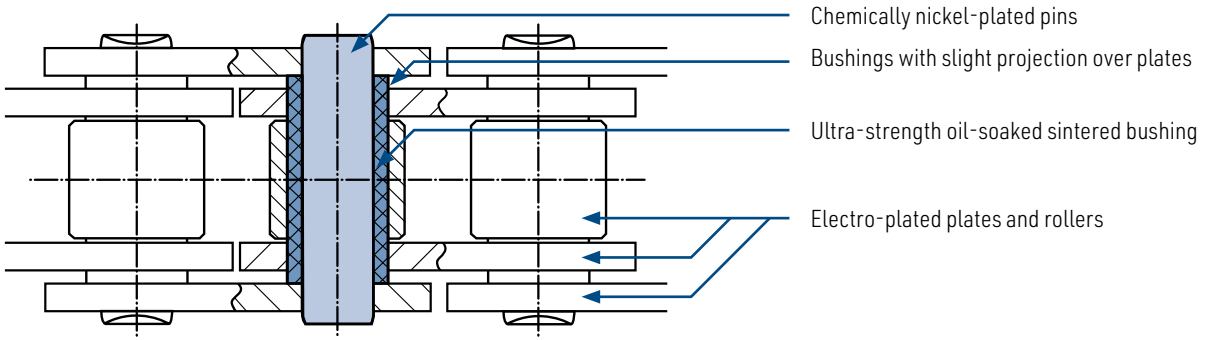 Chemically nickel-plated pins
Bushings with slight projection over plates
Ultra-strength oil-soaked sintered bushing
Electro-plated plates and rollers